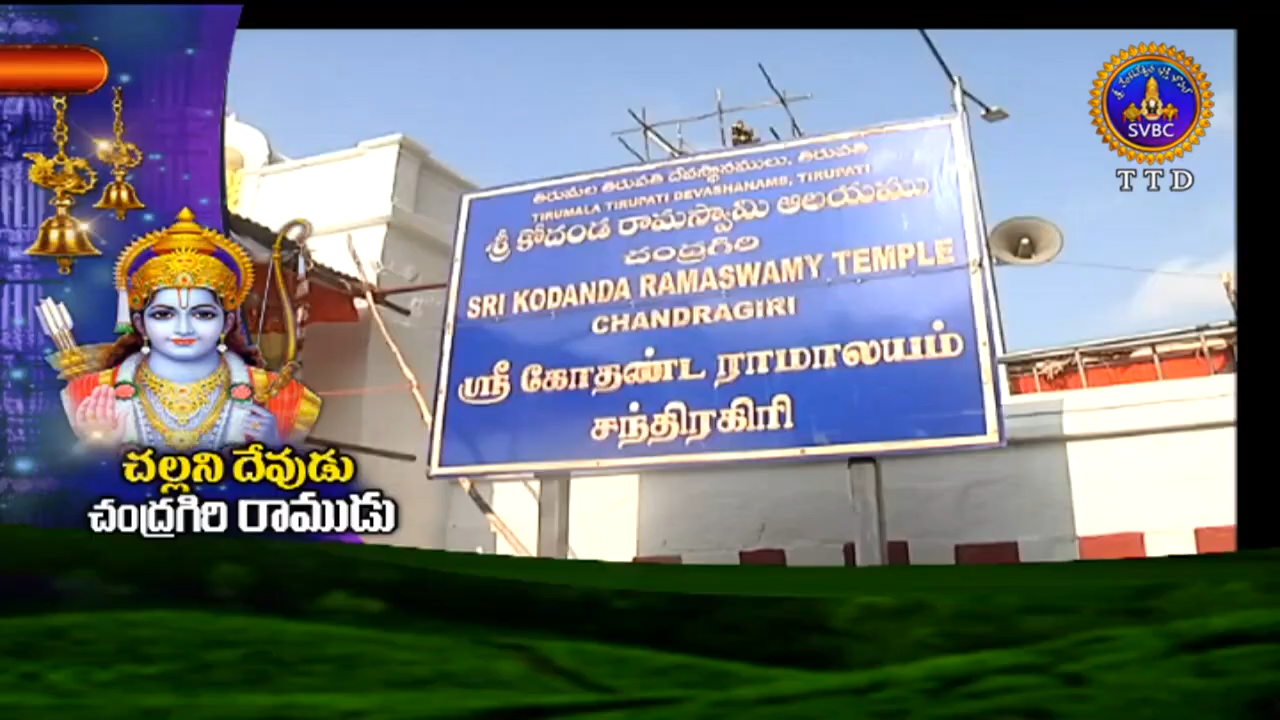 తిరుమల తిరుపతి దేవస్థానములు, తిరుపతి
TIRUMALA TIRUPATI DEVASHANAMS, TIRUPATI
శ్రీ కోదండ రామస్వామి ఆలయము
చంద్రగిరి
SRI KODANDA RAMASWAMY TEMPLE
CHANDRAGIRI
ஸ்ரீ கோதண்ட ராமாலயம்
சந்திரகிரி
SVBC
TTD
చల్లని దేవుడు
చంద్రగిరి రాముడు